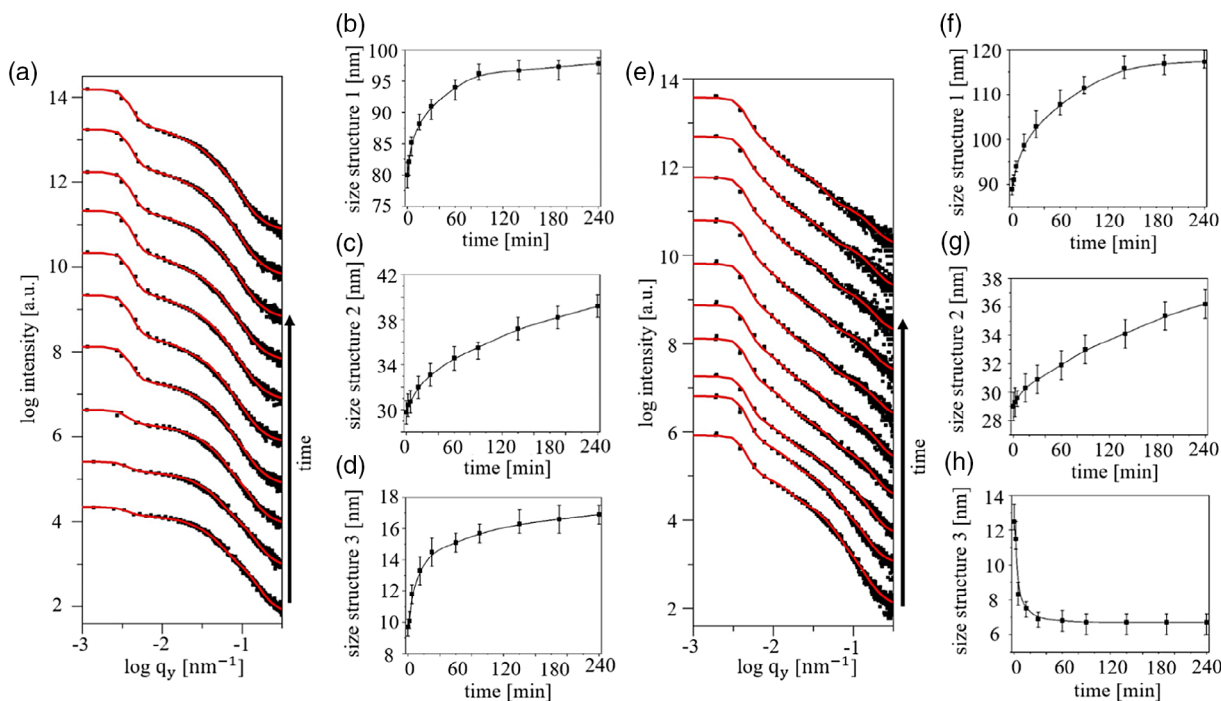 (a)
14
12
10
8
6
4
2
log intensity [a.u.]
-3
-2
-1
log q_y [nm⁻¹]
time
(b)
100
95
90
85
80
75
size structure 1 [nm]
0 60 120 180 240
time [min]
(c)
42
38
34
30
size structure 2 [nm]
0 60 120 180 240
time [min]
(d)
18
16
14
12
10
8
size structure 3 [nm]
0 60 120 180 240
time [min]
(e)
14
12
10
8
6
4
2
log intensity [a.u.]
-3
-2
-1
log q_y [nm⁻¹]
time
(f)
120
110
100
90
size structure 1 [nm]
0 60 120 180 240
time [min]
(g)
38
36
34
32
30
28
size structure 2 [nm]
0 60 120 180 240
time [min]
(h)
14
12
10
8
6
size structure 3 [nm]
0 60 120 180 240
time [min]